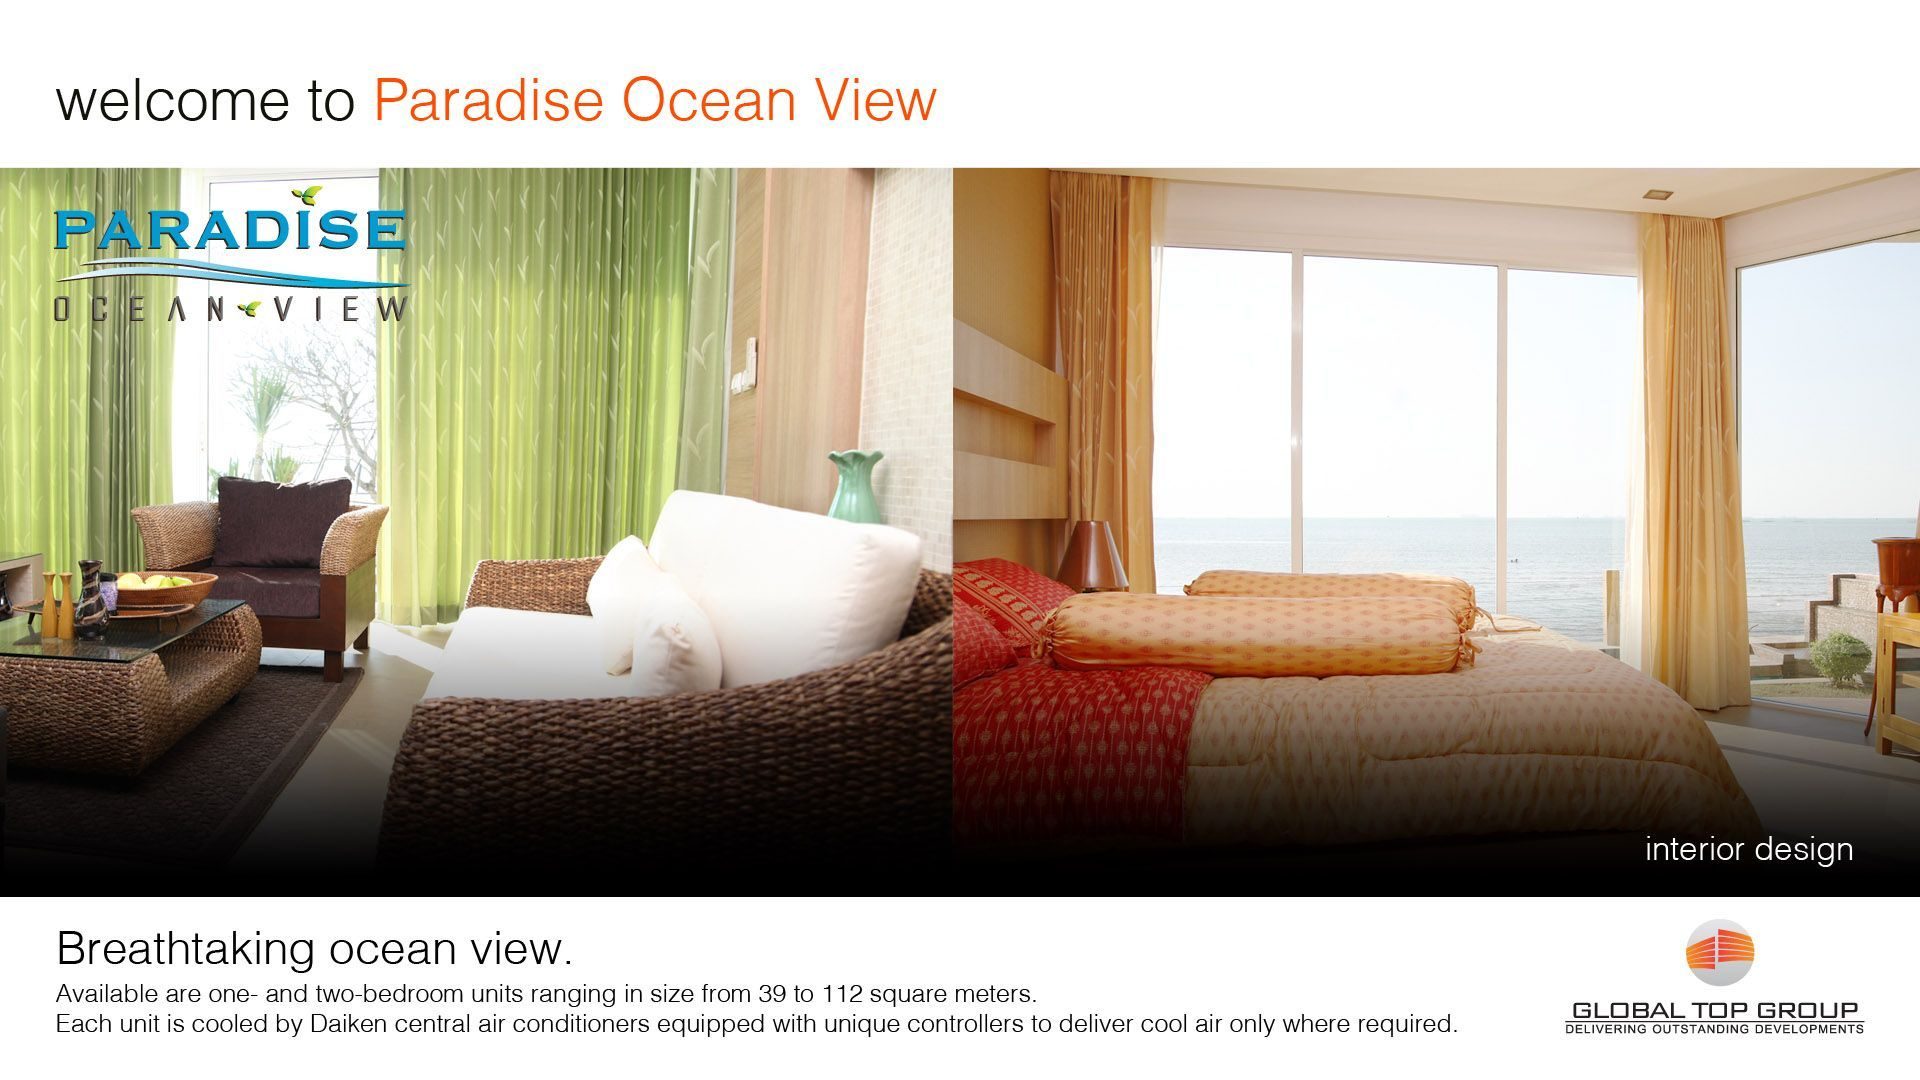 welcome to Paradise Ocean View
PARADISE
OCEAN VIEW
interior design
Breathtaking ocean view.
Available are one- and two-bedroom units ranging in size from 39 to 112 square meters.
Each unit is cooled by Daiken central air conditioners equipped with unique controllers to deliver cool air only where required.
GLOBAL TOP GROUP
DELIVERING OUTSTANDING DEVELOPMENTS